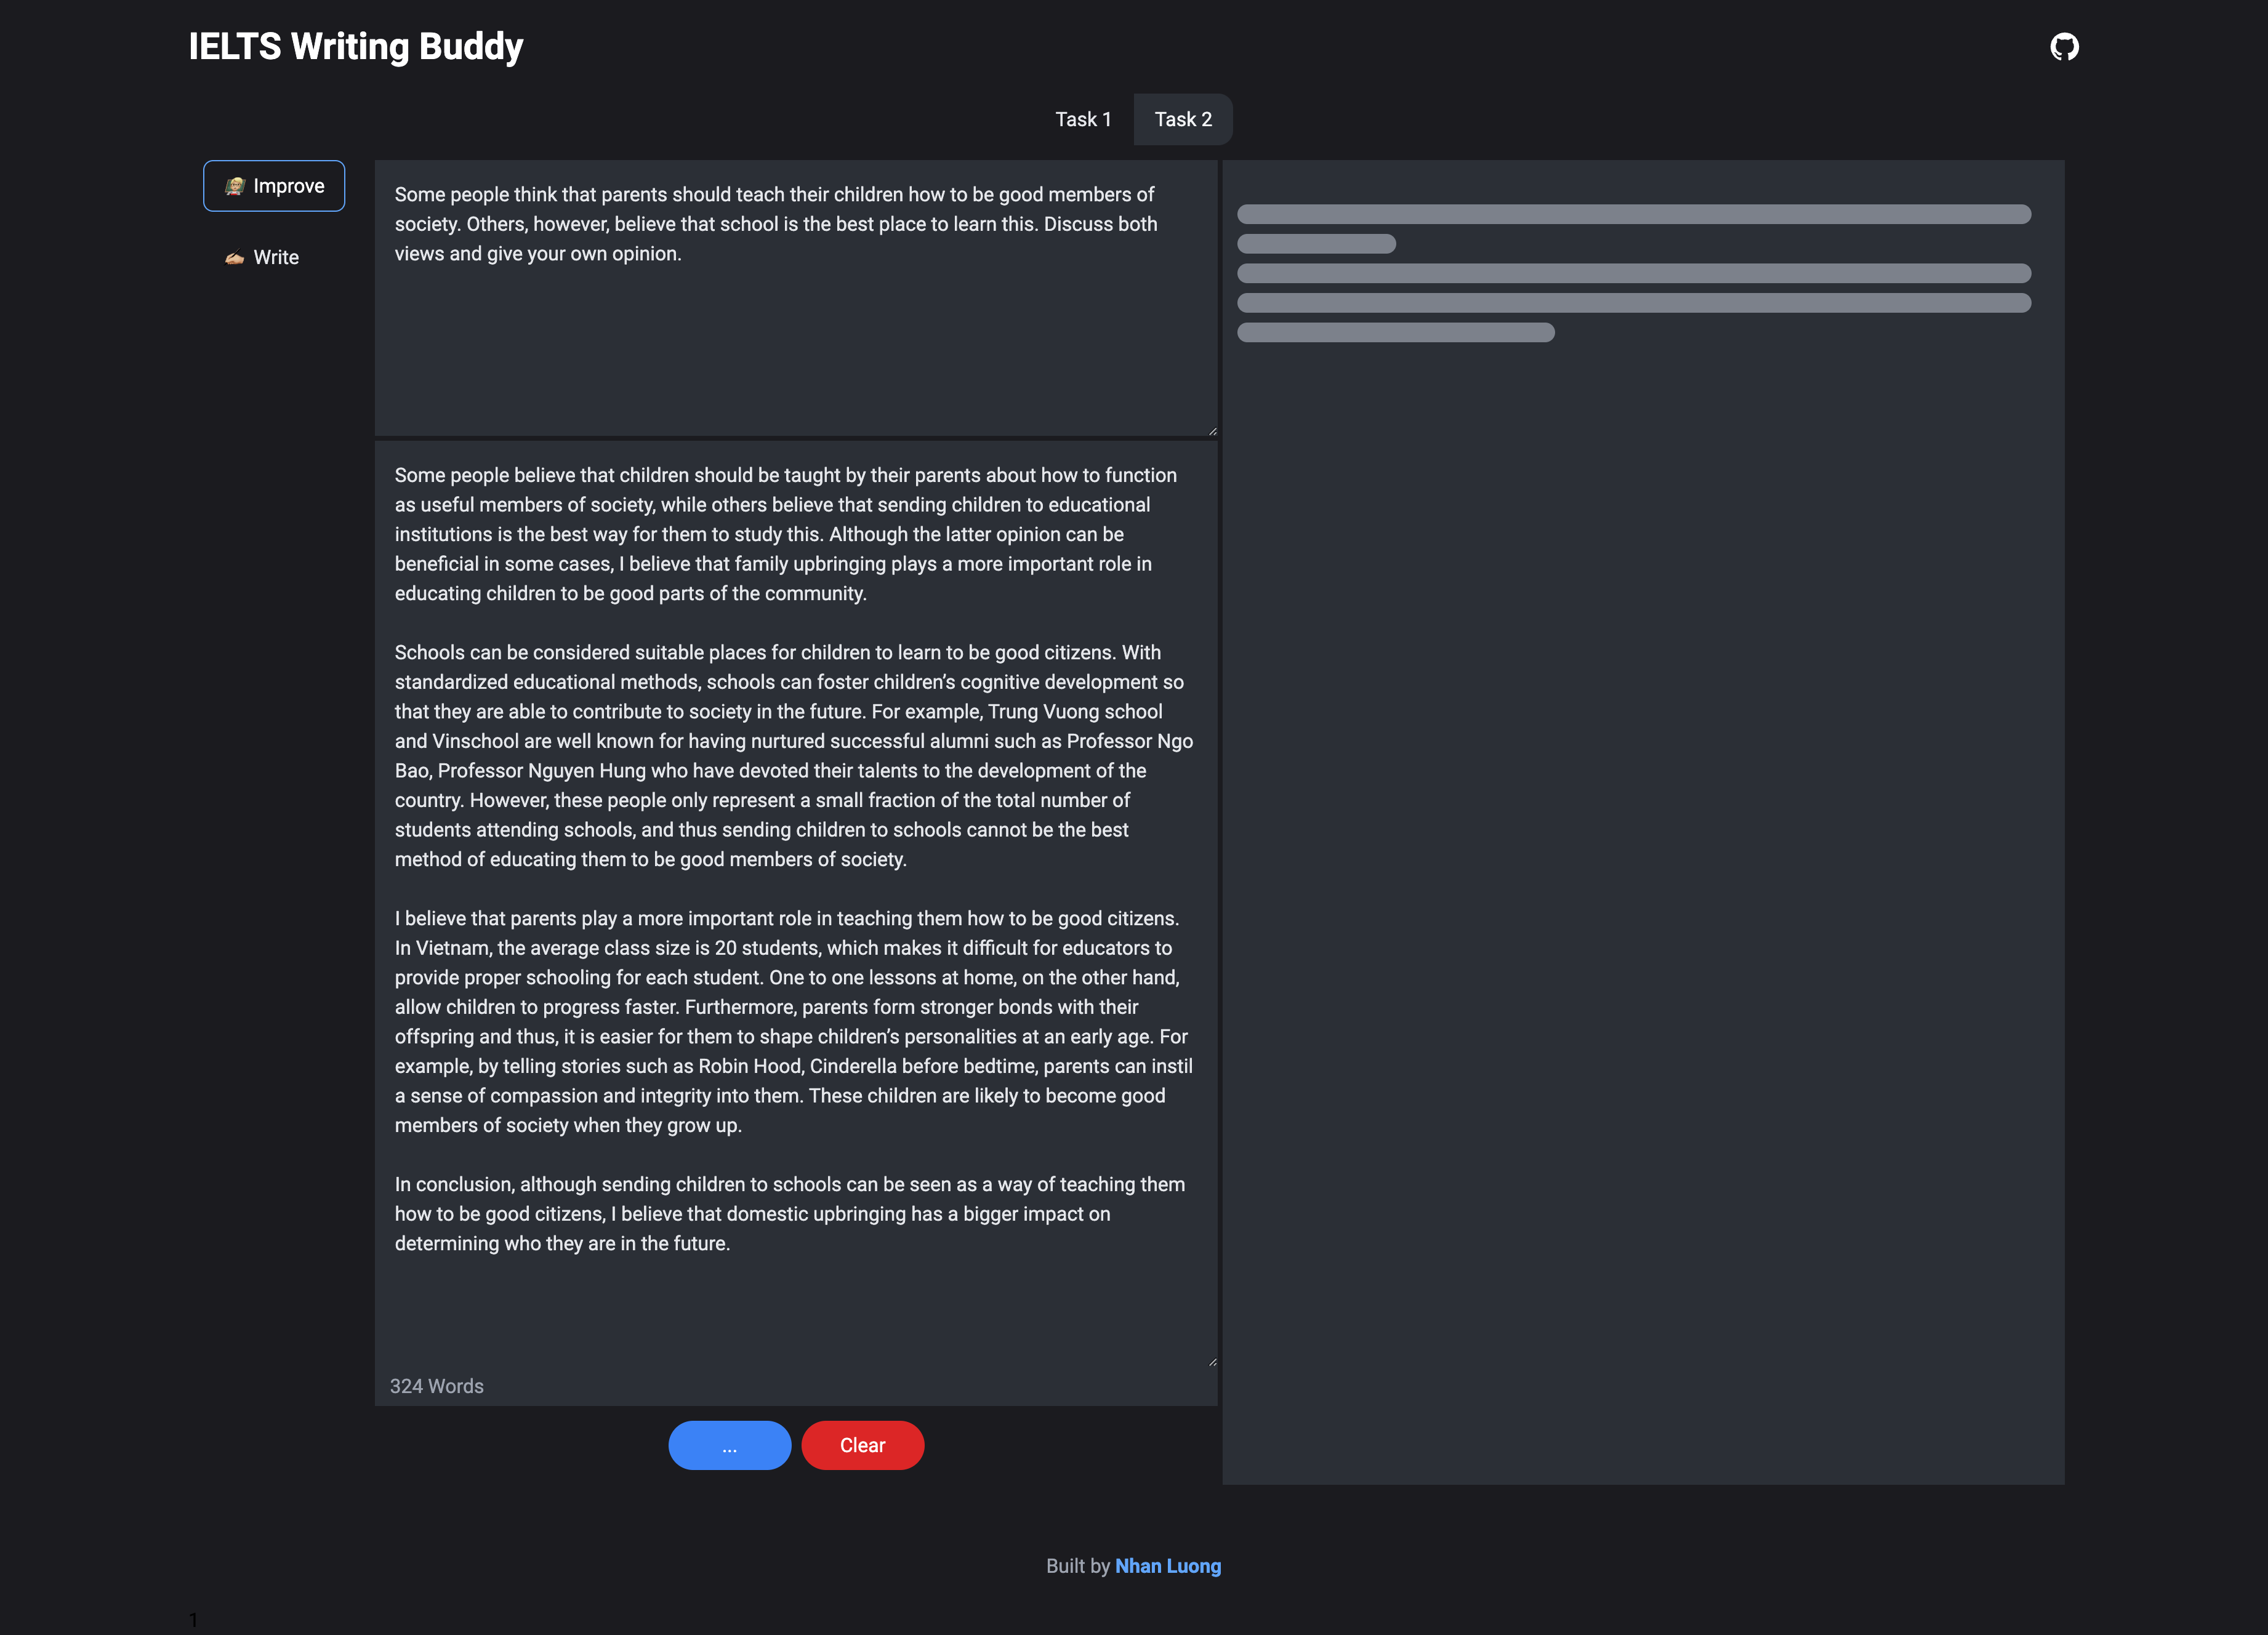 IELTS Writing Buddy
Task 1
Task 2
Improve
Write
Some people think that parents should teach their children how to be good members of
society. Others, however, believe that school is the best place to learn this. Discuss both
views and give your own opinion.
Some people believe that children should be taught by their parents about how to function
as useful members of society, while others believe that sending children to educational
institutions is the best way for them to study this. Although the latter opinion can be
beneficial in some cases, I believe that family upbringing plays a more important role in
educating children to be good parts of the community.
Schools can be considered suitable places for children to learn to be good citizens. With
standardized educational methods, schools can foster children’s cognitive development so
that they are able to contribute to society in the future. For example, Trung Vuong school
and Vinschool are well known for having nurtured successful alumni such as Professor Ngo
Bao, Professor Nguyen Hung who have devoted their talents to the development of the
country. However, these people only represent a small fraction of the total number of
students attending schools, and thus sending children to schools cannot be the best
method of educating them to be good members of society.
I believe that parents play a more important role in teaching them how to be good citizens.
In Vietnam, the average class size is 20 students, which makes it difficult for educators to
provide proper schooling for each student. One to one lessons at home, on the other hand,
allow children to progress faster. Furthermore, parents form stronger bonds with their
offspring and thus, it is easier for them to shape children’s personalities at an early age. For
example, by telling stories such as Robin Hood, Cinderella before bedtime, parents can instil
a sense of compassion and integrity into them. These children are likely to become good
members of society when they grow up.
In conclusion, although sending children to schools can be seen as a way of teaching them
how to be good citizens, I believe that domestic upbringing has a bigger impact on
determining who they are in the future.
324 Words
...
Clear
Built by Nhan Luong
1